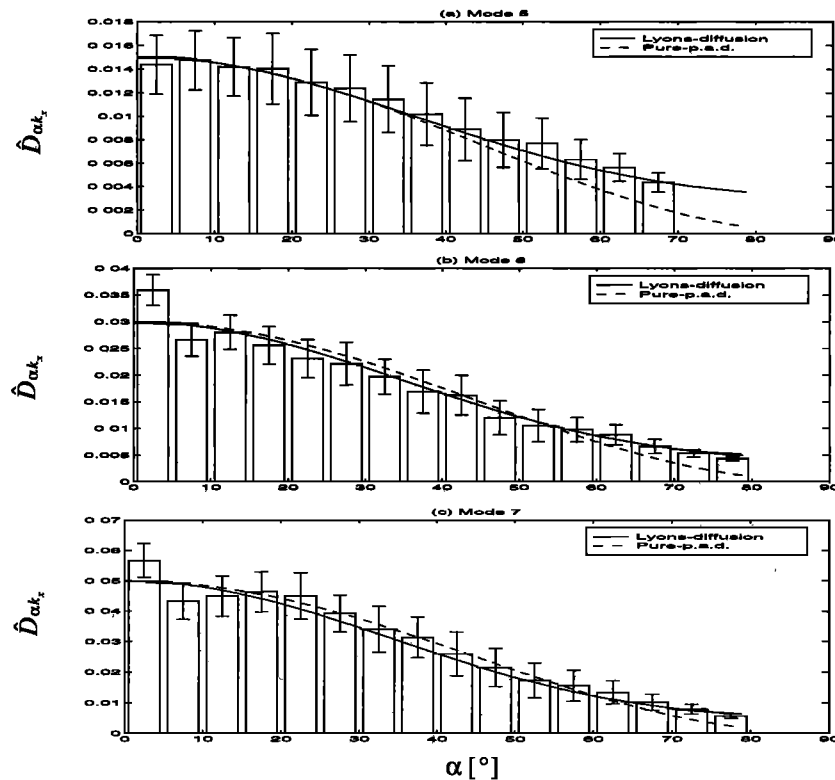 (a) Mode 5
0.018
0.016
0.014
0.012
0.01
0.008
0.006
0.004
0.002
0
Lyons-diffusion
Pure-p.a.d.
D̂αkₓ
0 10 20 30 40 50 60 70 80 90
(b) Mode 6
0.04
0.035
0.03
0.025
0.02
0.015
0.01
0.005
0
Lyons-diffusion
Pure-p.a.d.
D̂αkₓ
0 10 20 30 40 50 60 70 80 90
(c) Mode 7
0.07
0.06
0.05
0.04
0.03
0.02
0.01
0
Lyons-diffusion
Pure-p.a.d.
D̂αkₓ
0 10 20 30 40 50 60 70 80 90
α [°]